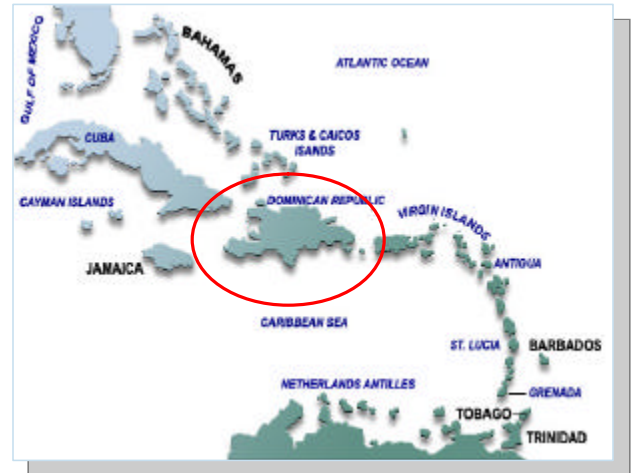 GULF OF MEXICO
BAHAMAS
ATLANTIC OCEAN
CUBA
TURKS & CAICOS
ISANDS
CAYMAN ISLANDS
DOMINICAN REPUBLIC
VIRGIN ISLANDS
JAMAICA
ANTIGUA
CARIBBEAN SEA
ST. LUCIA
BARBADOS
NETHERLANDS ANTILLES
GRENADA
TOBAGO
TRINIDAD